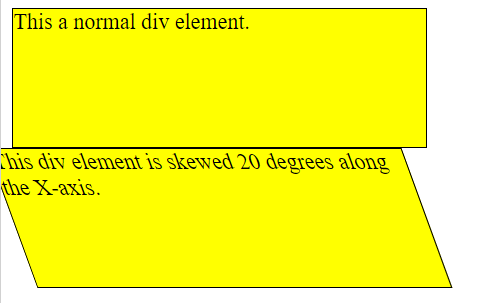 This a normal div element.
This div element is skewed 20 degrees along
the X-axis.